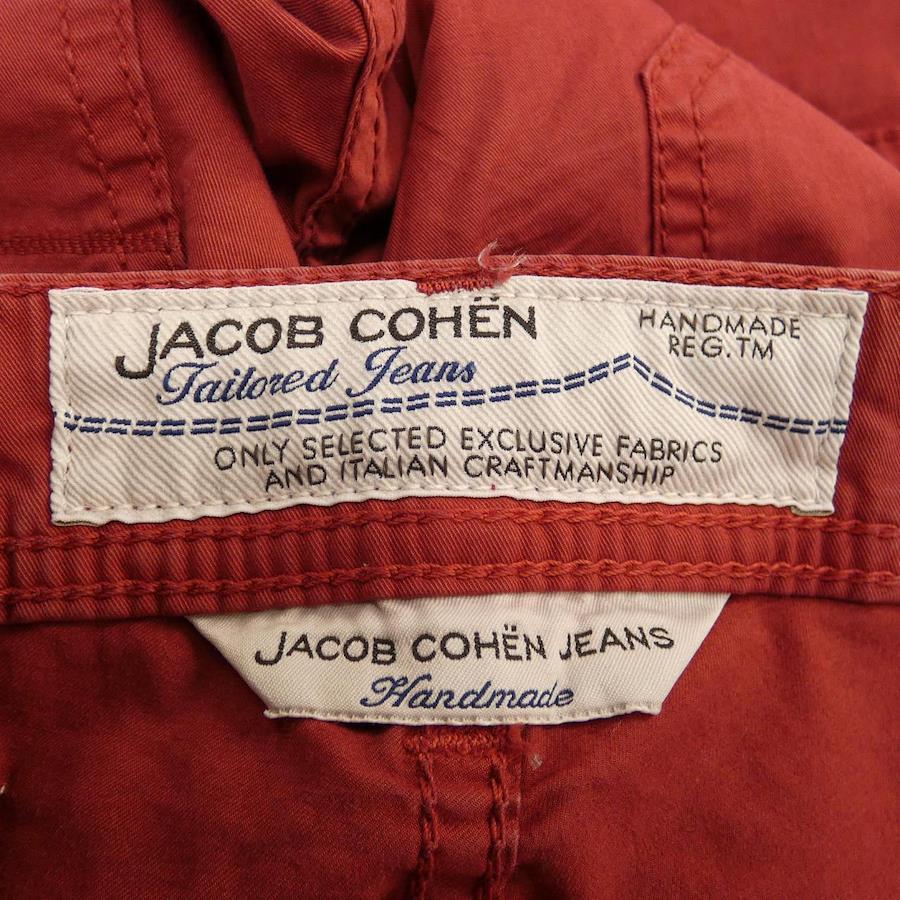 JACOB COHËN
Tailored Jeans
HANDMADE
REG.TM
ONLY SELECTED EXCLUSIVE FABRICS
AND ITALIAN CRAFTMANSHIP
JACOB COHËN JEANS
Handmade